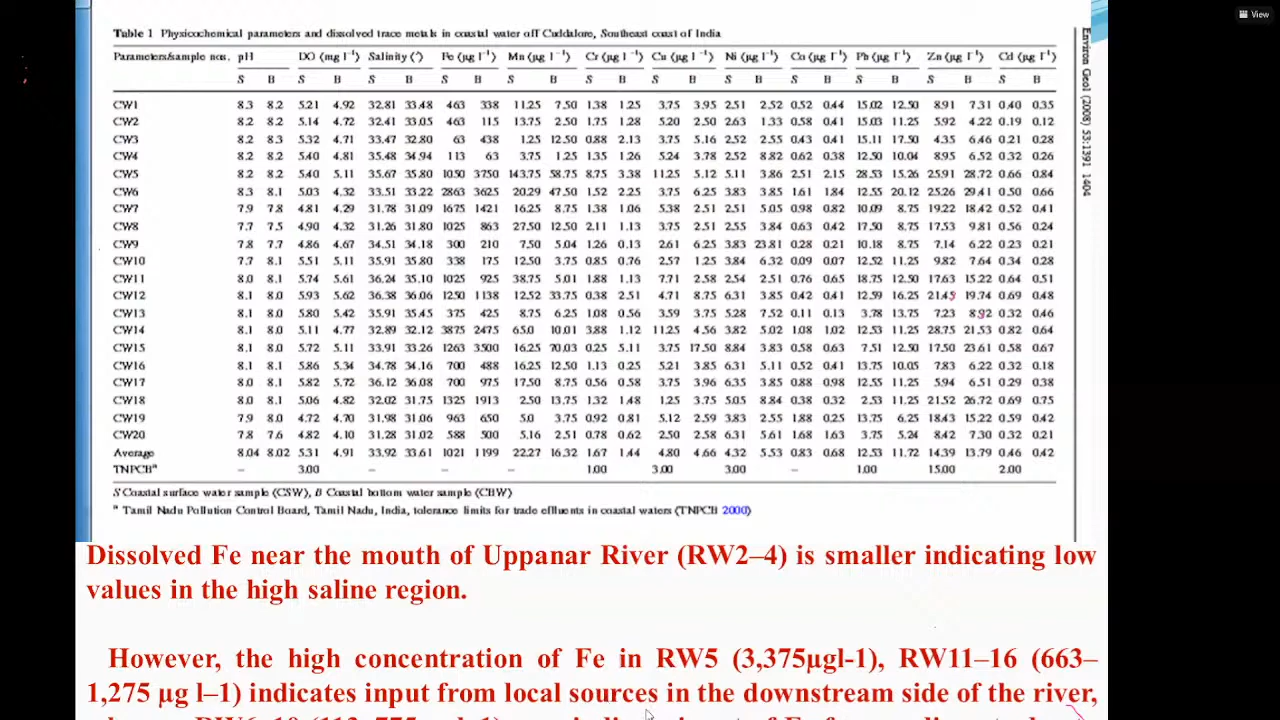 View
Table 1 Physicochemical parameters and dissolved trace metals in coastal water off Cuddalore, Southeast coast of India
Parameters/sample nos. pH DO (mg l⁻¹) Salinity (°) Fe (µg l⁻¹) Mn (µg l⁻¹) Cr (µg l⁻¹) Cu (µg l⁻¹) Ni (µg l⁻¹) Co (µg l⁻¹) Pb (µg l⁻¹) Zn (µg l⁻¹) Cd (µg l⁻¹)
S B S B S B S B S B S B S B S B S B S B S B S B
CW1 8.3 8.2 5.21 4.92 32.81 33.48 463 338 11.25 7.50 1.38 1.25 3.75 3.95 2.51 2.52 0.52 0.44 15.02 12.50 8.91 7.31 0.40 0.35
CW2 8.2 8.2 5.14 4.72 32.41 33.05 463 115 13.75 2.50 1.75 1.28 5.20 2.50 2.63 1.33 0.58 0.41 15.03 11.25 5.92 4.22 0.19 0.12
CW3 8.2 8.3 5.32 4.71 33.47 32.80 63 438 1.25 12.50 0.88 2.13 3.75 5.16 2.52 2.55 0.43 0.41 15.11 17.50 4.35 6.46 0.21 0.28
CW4 8.2 8.2 5.40 4.81 35.48 34.94 113 63 3.75 1.25 1.35 1.26 5.24 3.78 2.52 8.82 0.62 0.38 12.50 10.04 8.95 6.52 0.32 0.26
CW5 8.2 8.2 5.40 5.11 35.67 35.80 1050 3750 143.75 58.75 8.75 3.38 11.25 5.12 5.11 3.86 2.51 2.15 28.53 15.26 25.91 28.72 0.66 0.84
CW6 8.3 8.1 5.03 4.32 33.51 33.22 2863 3625 20.29 47.50 1.52 2.25 3.75 6.25 3.83 3.85 1.61 1.84 12.55 20.12 25.26 29.41 0.50 0.66
CW7 7.9 7.8 4.81 4.29 31.78 31.09 1675 1421 16.25 8.75 1.38 1.06 5.38 2.51 2.51 5.05 0.98 0.82 10.09 8.75 19.22 18.42 0.52 0.41
CW8 7.7 7.5 4.90 4.32 31.26 31.80 1025 863 27.50 12.50 2.11 1.13 3.75 2.51 2.55 3.84 0.63 0.42 17.50 8.75 17.53 9.81 0.56 0.24
CW9 7.8 7.7 4.86 4.67 34.51 34.18 300 210 7.50 5.04 1.26 0.13 2.61 6.25 3.83 23.81 0.28 0.21 10.18 8.75 7.14 6.22 0.23 0.21
CW10 7.7 8.1 5.51 5.11 35.91 35.80 338 175 12.50 3.75 0.85 0.76 2.57 1.25 3.84 6.32 0.09 0.07 12.52 11.25 9.82 7.64 0.34 0.28
CW11 8.0 8.1 5.74 5.61 36.24 35.10 1025 925 38.75 5.01 1.88 1.13 7.71 2.58 2.54 2.51 0.76 0.65 18.75 12.50 17.63 15.22 0.64 0.51
CW12 8.1 8.0 5.93 5.62 36.38 36.06 1250 1138 12.52 33.75 0.38 2.51 4.71 8.75 6.31 3.85 0.42 0.41 12.59 16.25 21.45 19.74 0.69 0.48
CW13 8.1 8.0 5.80 5.42 35.91 35.45 375 425 8.75 6.25 1.08 0.56 3.59 3.75 5.28 7.52 0.11 0.13 3.78 13.75 7.23 8.92 0.32 0.46
CW14 8.1 8.0 5.11 4.77 32.89 32.12 3875 2475 65.0 10.01 3.88 1.12 11.25 4.56 3.82 5.02 1.08 1.02 12.53 11.25 28.75 21.53 0.82 0.64
CW15 8.1 8.2 5.72 5.11 33.91 33.26 1263 3500 16.25 70.03 0.25 5.11 3.75 17.50 8.84 3.83 0.58 0.63 7.51 12.50 17.50 23.61 0.58 0.67
CW16 8.1 8.1 5.86 5.34 34.78 34.16 700 488 16.25 12.50 1.13 0.25 5.21 3.85 6.31 5.11 0.52 0.41 13.75 10.05 7.83 6.22 0.32 0.18
CW17 8.0 8.1 5.82 5.72 36.12 36.08 700 975 17.50 8.75 0.56 0.58 3.75 3.96 6.35 3.85 0.88 0.98 12.55 11.25 5.94 6.51 0.29 0.38
CW18 8.0 8.1 5.06 4.82 32.02 31.75 1325 1913 2.50 13.75 1.32 1.48 1.25 3.75 5.05 8.84 0.38 0.32 2.53 11.25 21.52 26.72 0.69 0.75
CW19 7.9 8.0 4.72 4.70 31.98 31.06 963 650 5.0 3.75 0.92 0.81 5.12 2.59 3.83 2.55 1.88 0.25 13.75 6.25 18.43 15.22 0.59 0.42
CW20 7.8 7.6 4.82 4.10 31.28 31.02 588 500 5.16 2.51 0.78 0.62 2.50 2.58 6.31 5.61 1.68 1.63 3.75 5.24 8.42 7.30 0.32 0.21
Average 8.04 8.02 5.31 4.91 33.92 33.61 1021 1199 22.27 16.32 1.67 1.44 4.80 4.66 4.32 5.53 0.83 0.68 12.53 11.72 14.39 13.79 0.46 0.42
TNPCBᵃ – 3.00 – – – 1.00 3.00 3.00 – 1.00 15.00 2.00
S Coastal surface water sample (CSW), B Coastal bottom water sample (CBW)
ᵃ Tamil Nadu Pollution Control Board, Tamil Nadu, India, tolerance limits for trade effluents in coastal waters (TNPCB 2000)
Environ Geol (2008) 53:1391 1404
Dissolved Fe near the mouth of Uppanar River (RW2–4) is smaller indicating low
values in the high saline region.
However, the high concentration of Fe in RW5 (3,375µgl-1), RW11–16 (663–
1,275 µg l–1) indicates input from local sources in the downstream side of the river,